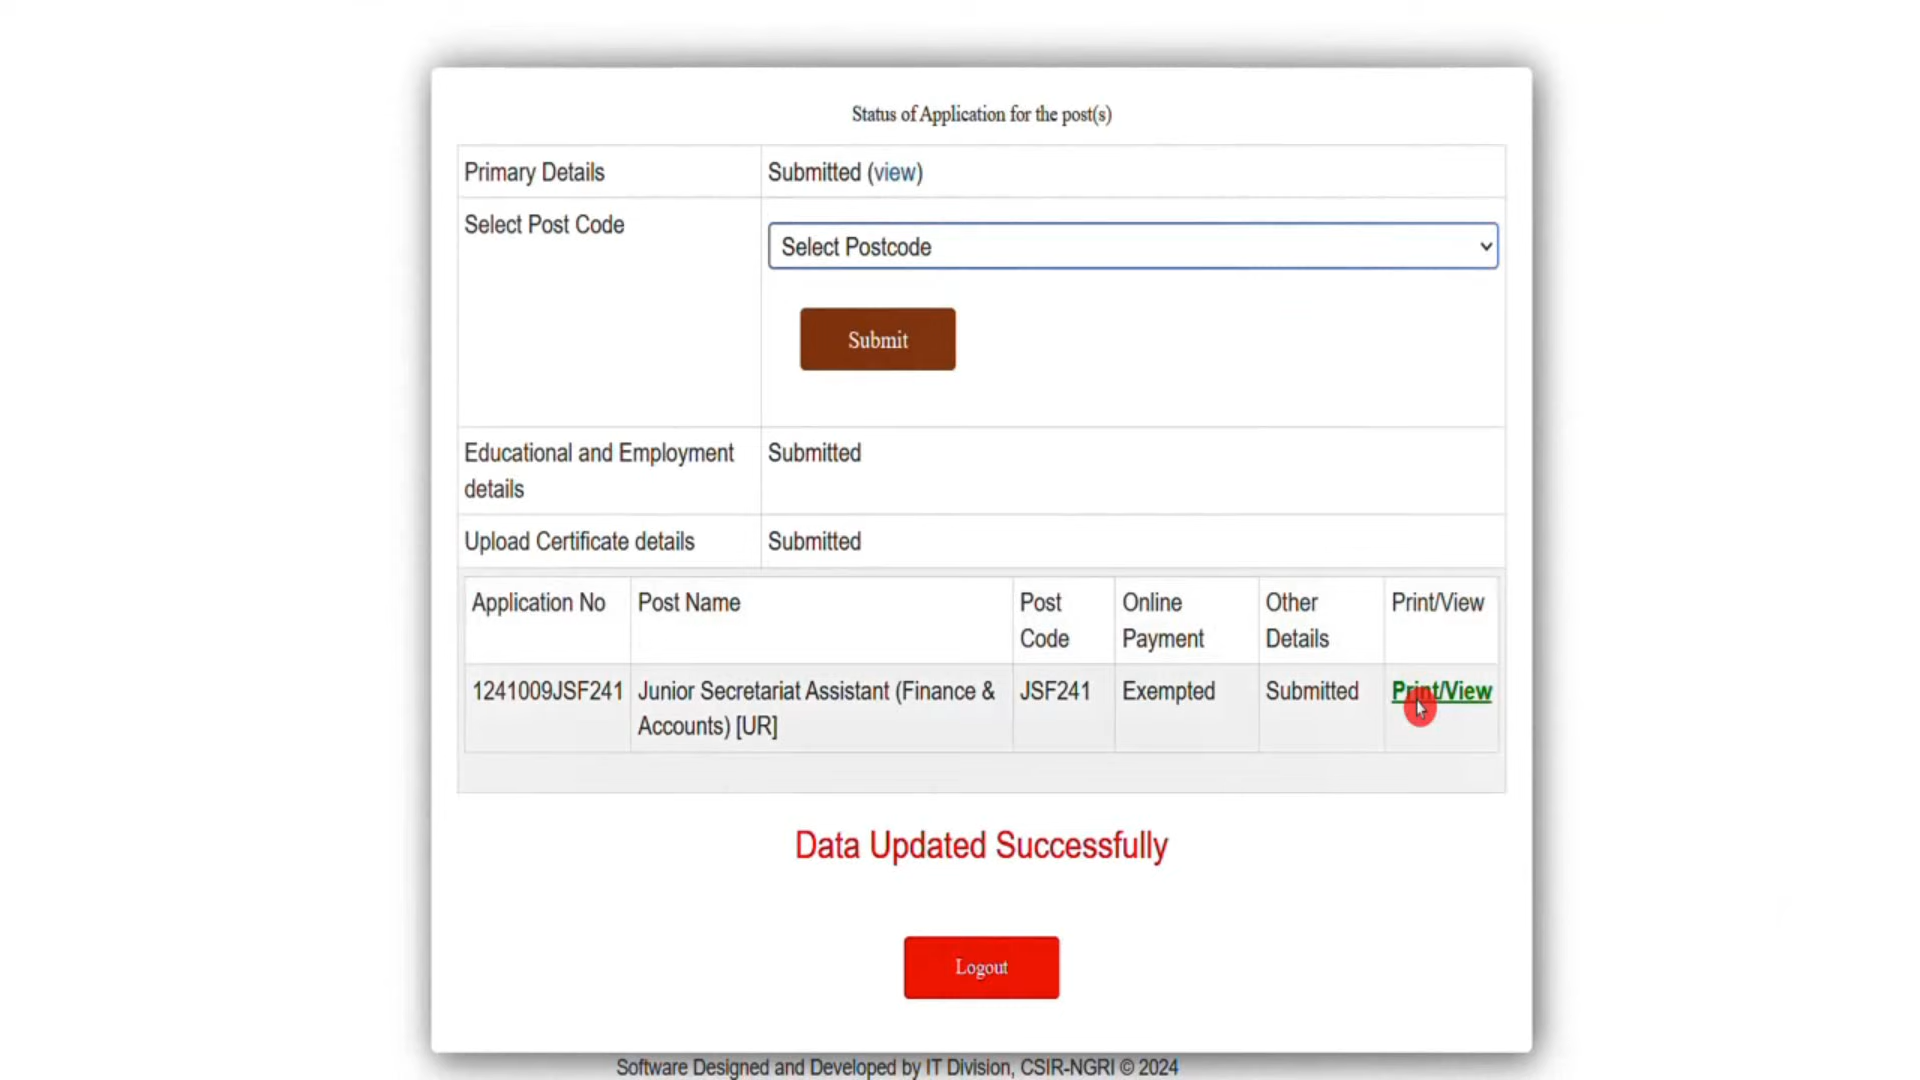 Status of Application for the post(s)
Primary Details
Submitted (view)
Select Post Code
Select Postcode
Submit
Educational and Employment
details
Submitted
Upload Certificate details
Submitted
Application No
Post Name
Post
Code
Online
Payment
Other
Details
Print/View
1241009JSF241
Junior Secretariat Assistant (Finance &
Accounts) [UR]
JSF241
Exempted
Submitted
Print/View
Data Updated Successfully
Logout
Software Designed and Developed by IT Division, CSIR-NGRI © 2024